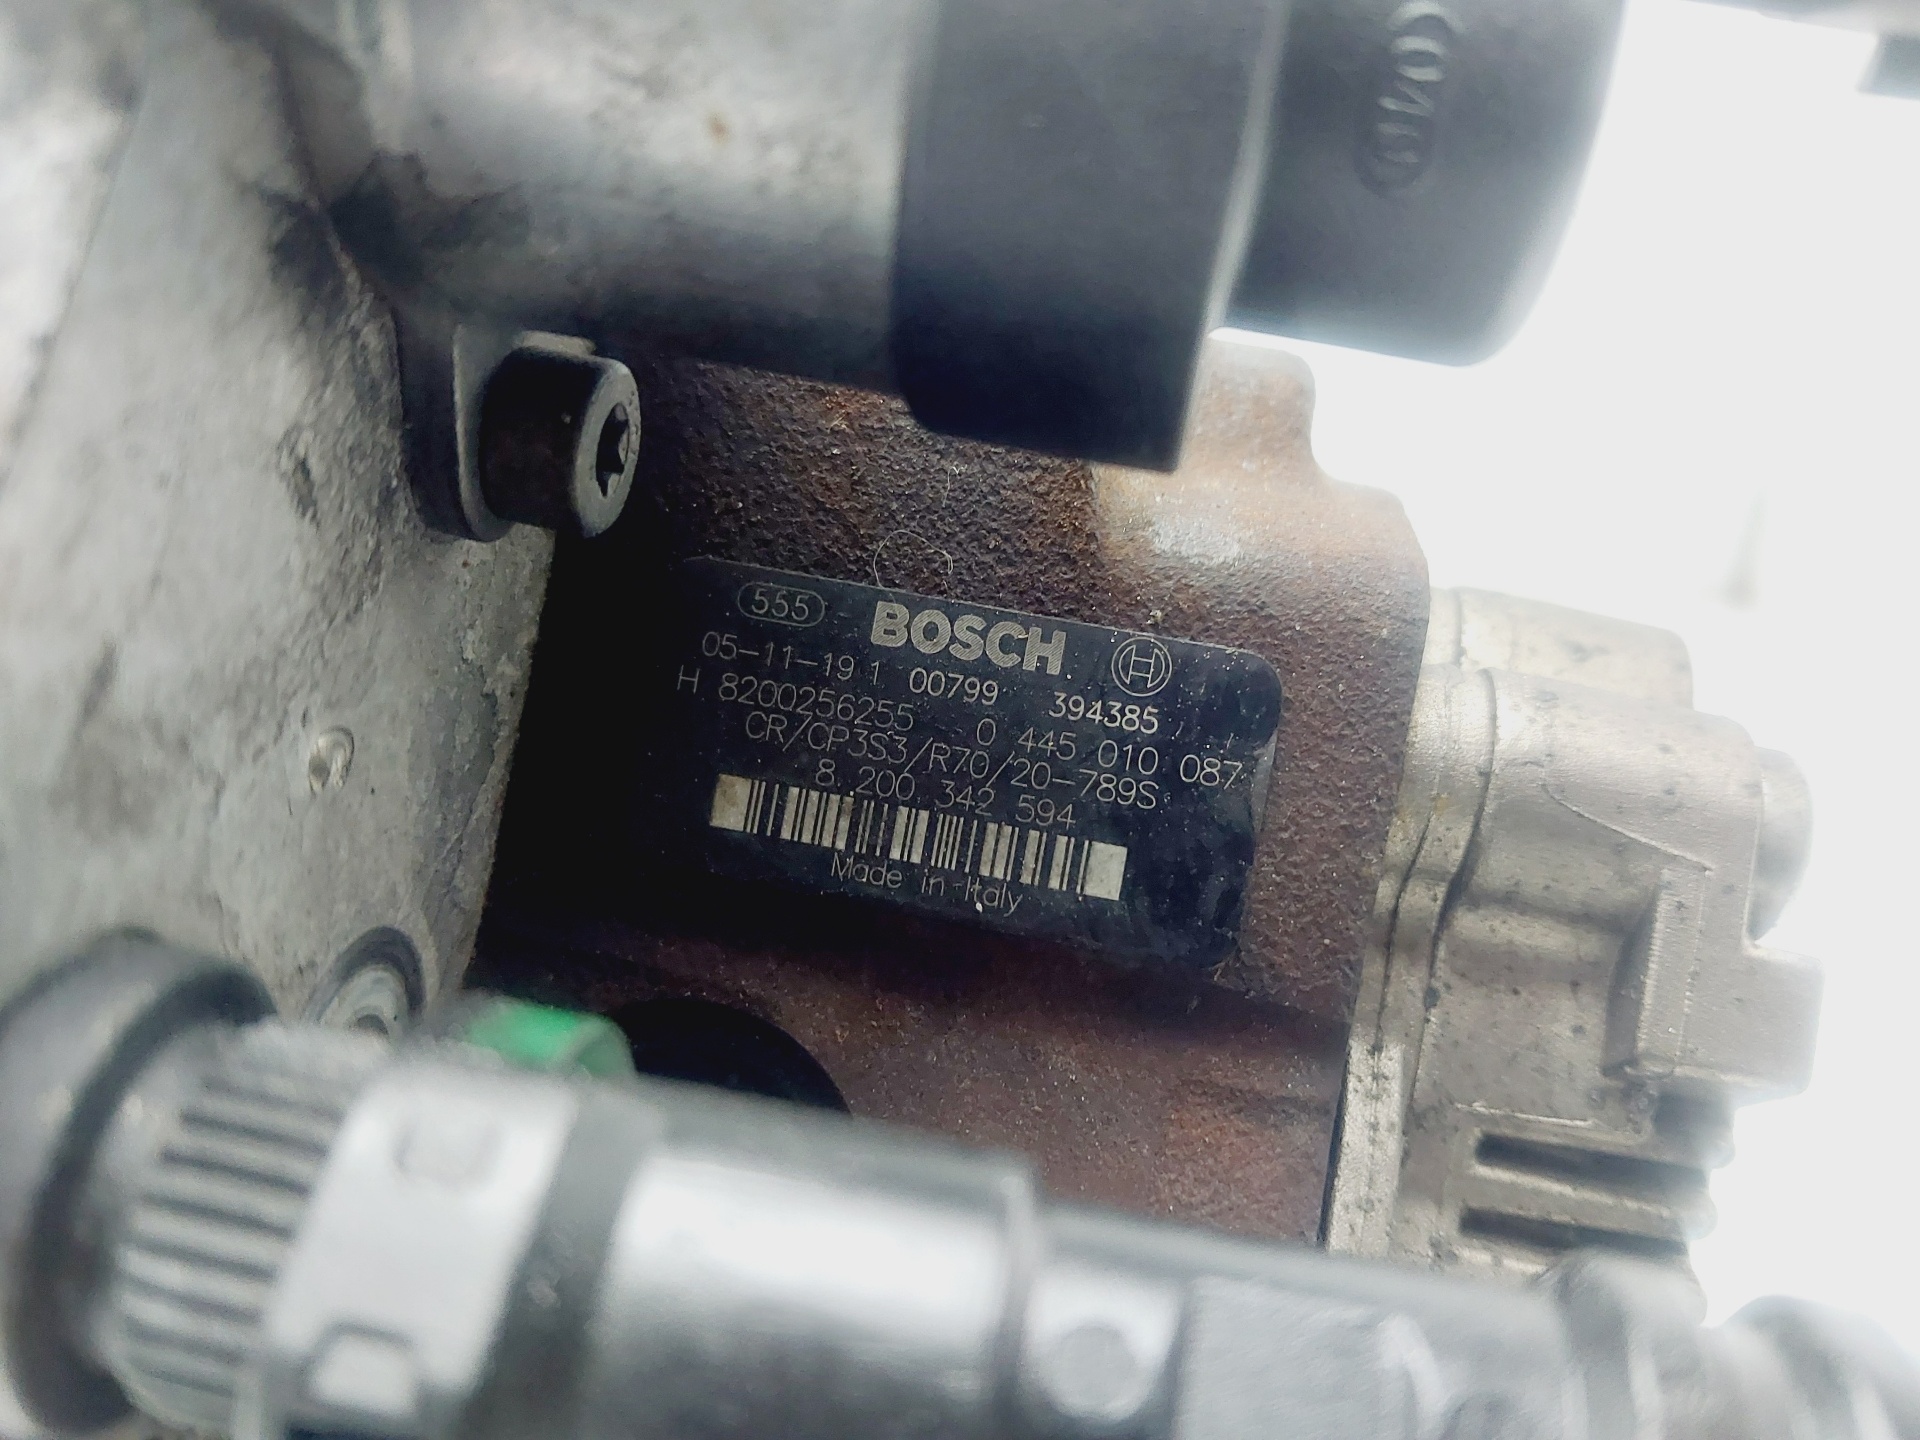 555 BOSCH
05-11-19 1 00799 394385
H 8200256255 0 445 010 087
CR/CP3S3/R70/20-789S
8 200 342 594
Made in Italy